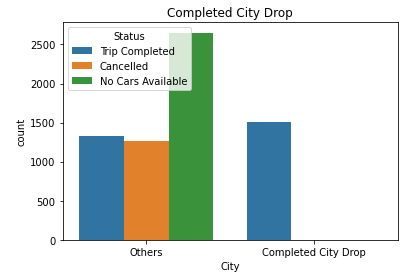 Completed City Drop
Status
Trip Completed
Cancelled
No Cars Available
2500
2000
1500
1000
500
0
count
Others
Completed City Drop
City